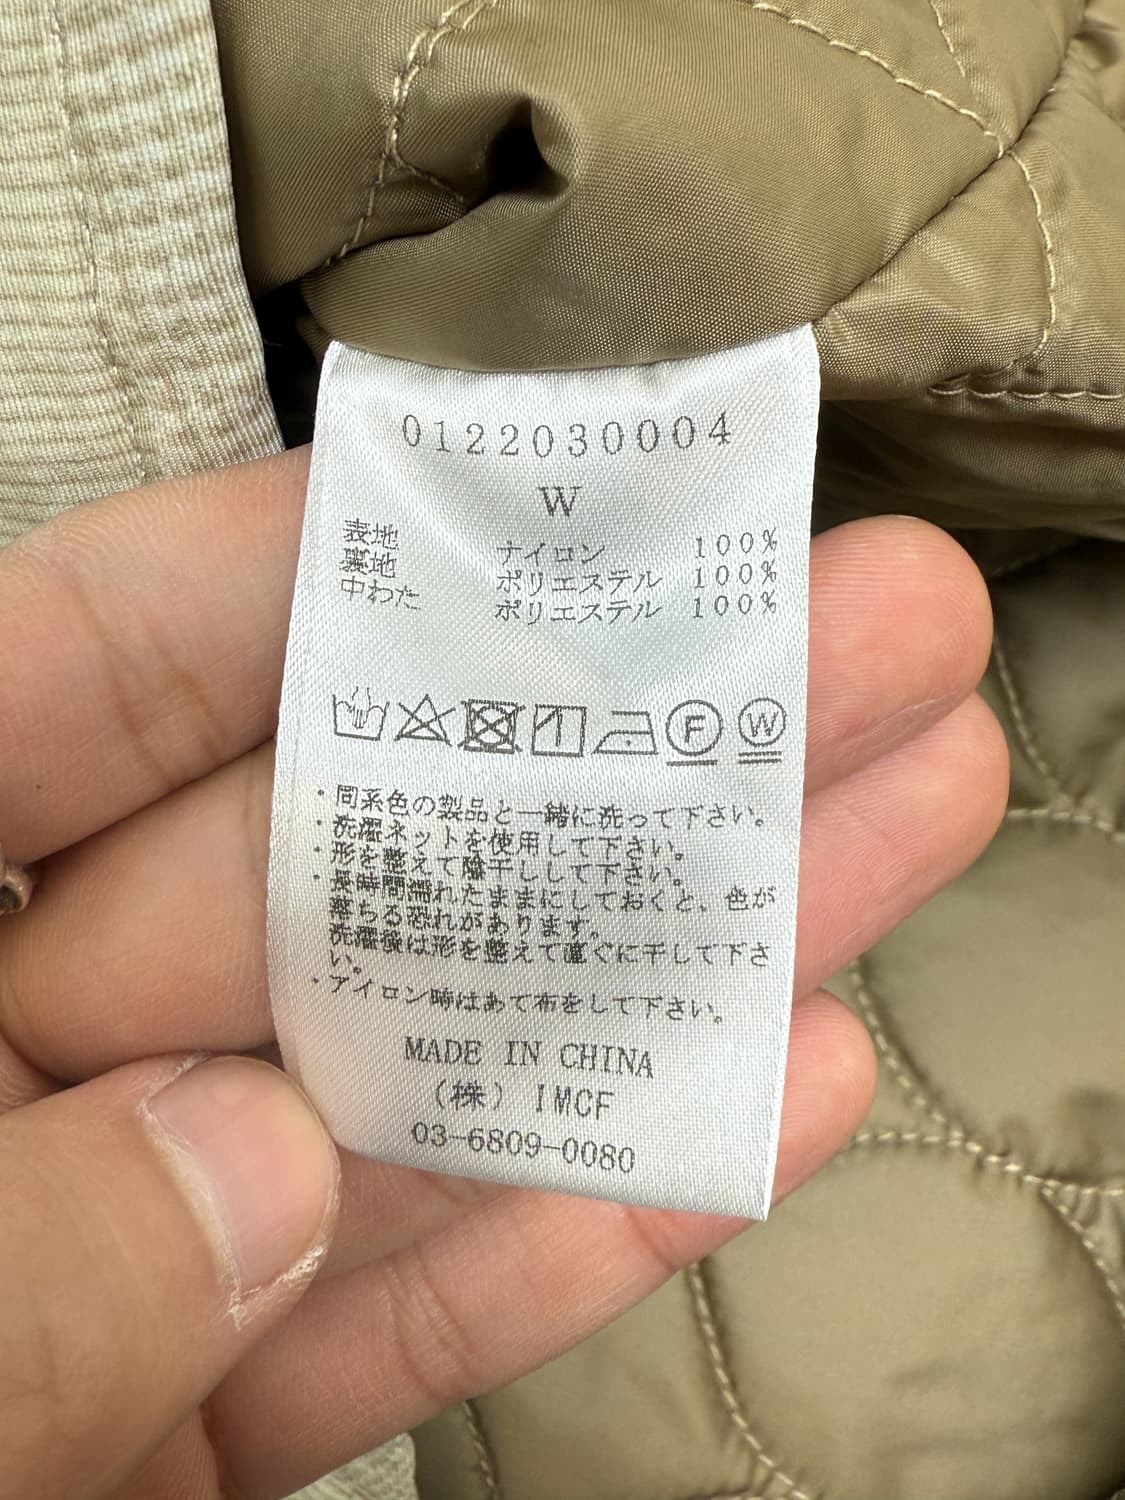 0122030004
W
表地 ナイロン 100%
裏地 ポリエステル 100%
中わた ポリエステル 100%
F W
・同系色の製品と一緒に洗って下さい。
・洗濯ネットを使用して下さい。
・形を整えて陰干しして下さい。
・長時間濡れたままにしておくと、色が
落ちる恐れがあります。
洗濯後は形を整えて直ぐに干して下さ
い。
・アイロン時はあて布をして下さい。
MADE IN CHINA
(株) IMCF
03-6809-0080